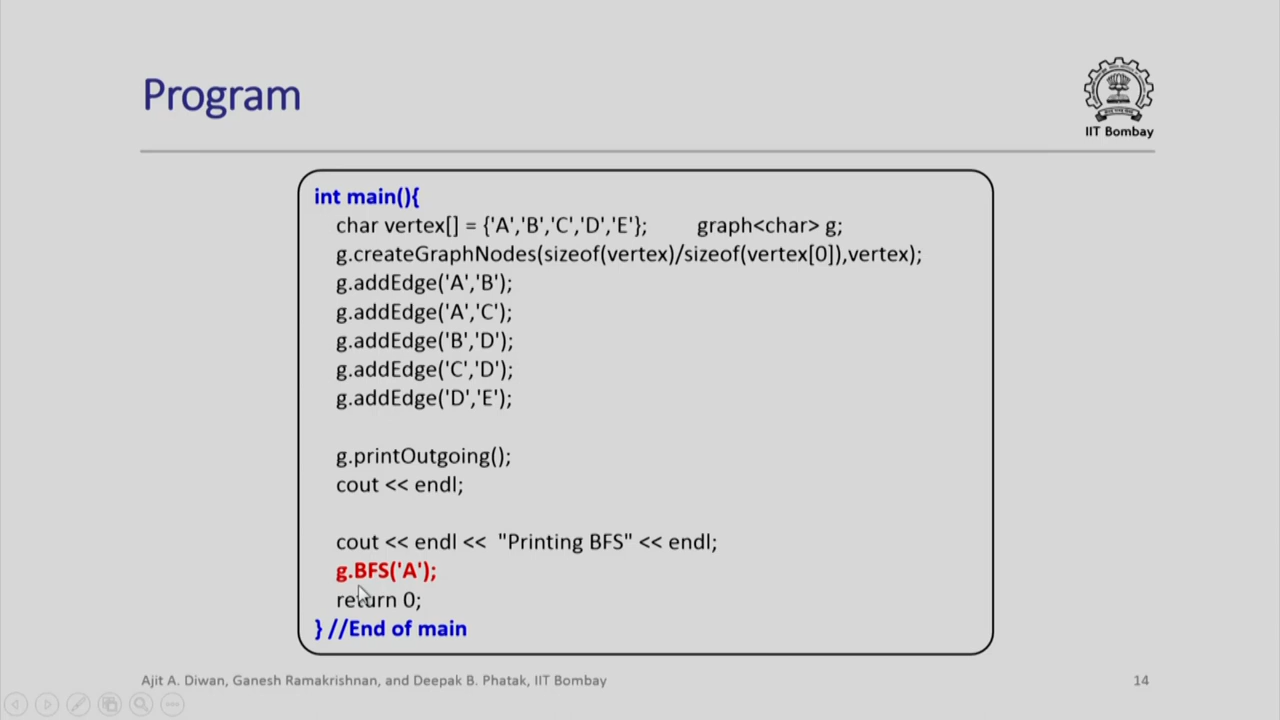 Program
IIT Bombay
int main(){
char vertex[] = {'A','B','C','D','E'}; graph<char> g;
g.createGraphNodes(sizeof(vertex)/sizeof(vertex[0]),vertex);
g.addEdge('A','B');
g.addEdge('A','C');
g.addEdge('B','D');
g.addEdge('C','D');
g.addEdge('D','E');
g.printOutgoing();
cout << endl;
cout << endl << "Printing BFS" << endl;
g.BFS('A');
return 0;
} //End of main
Ajit A. Diwan, Ganesh Ramakrishnan, and Deepak B. Phatak, IIT Bombay
14